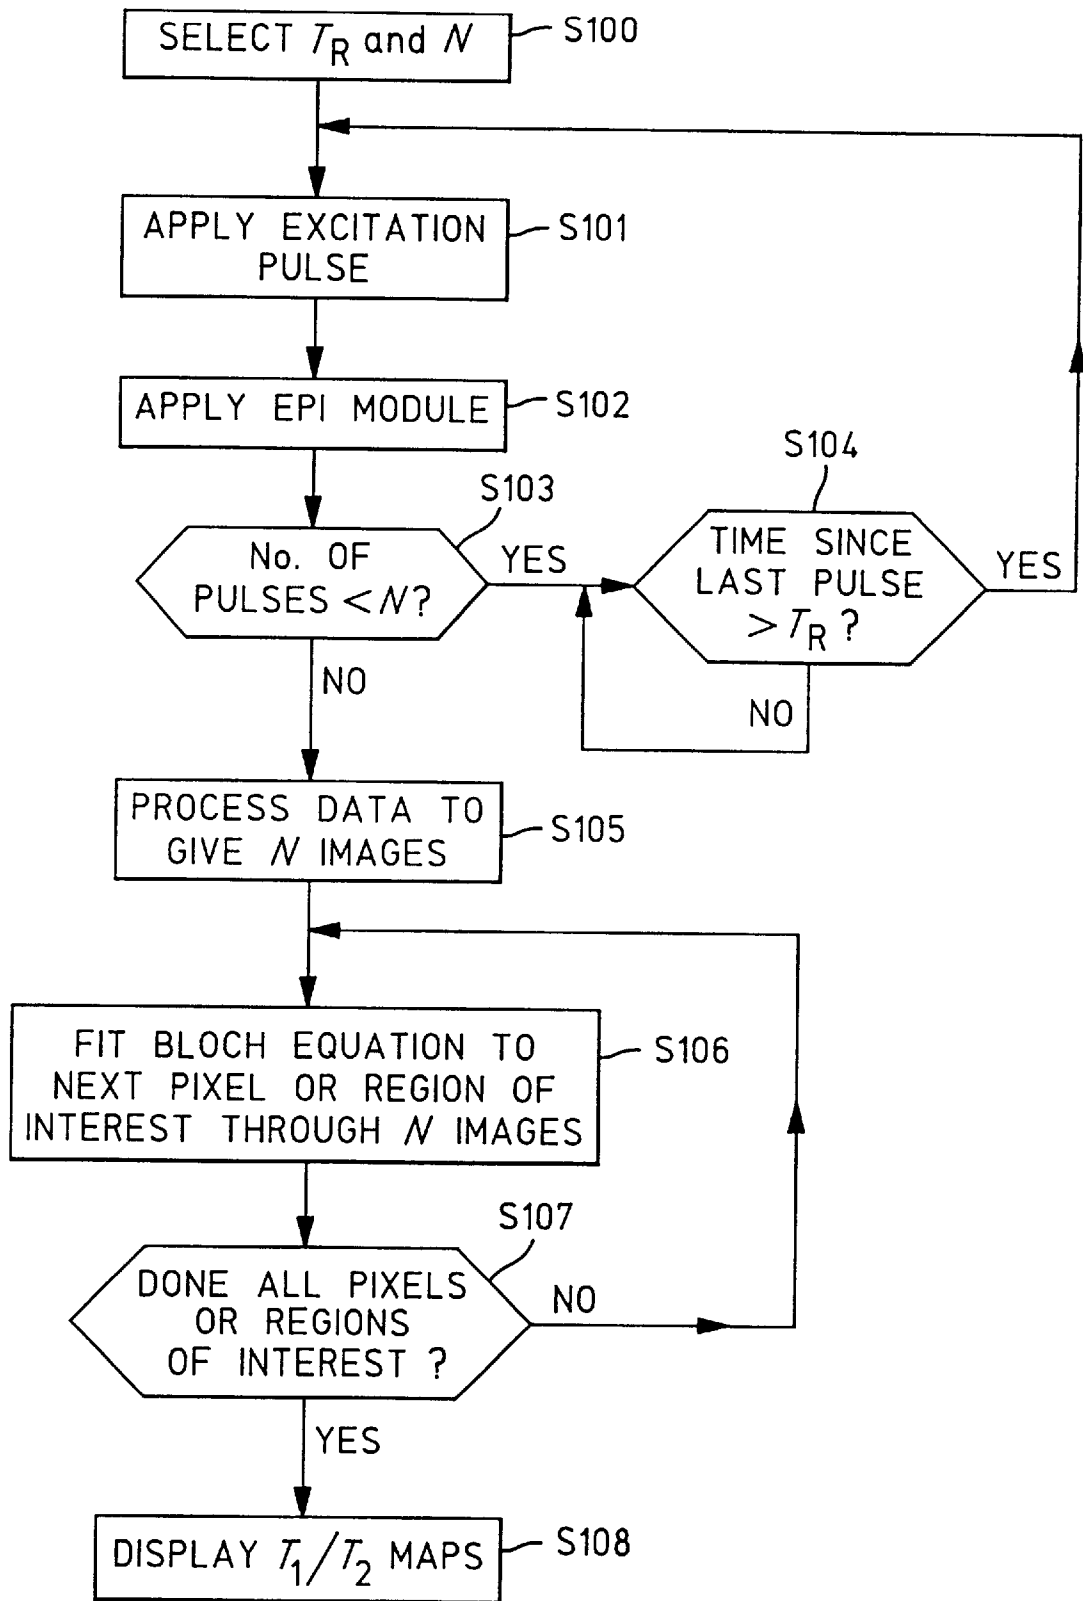 SELECT T_R and N
S100
APPLY EXCITATION
PULSE
S101
APPLY EPI MODULE
S102
S103
No. OF
PULSES < N?
YES
NO
S104
TIME SINCE
LAST PULSE
> T_R ?
YES
NO
PROCESS DATA TO
GIVE N IMAGES
S105
FIT BLOCH EQUATION TO
NEXT PIXEL OR REGION OF
INTEREST THROUGH N IMAGES
S106
S107
DONE ALL PIXELS
OR REGIONS
OF INTEREST ?
NO
YES
DISPLAY T_1/T_2 MAPS
S108